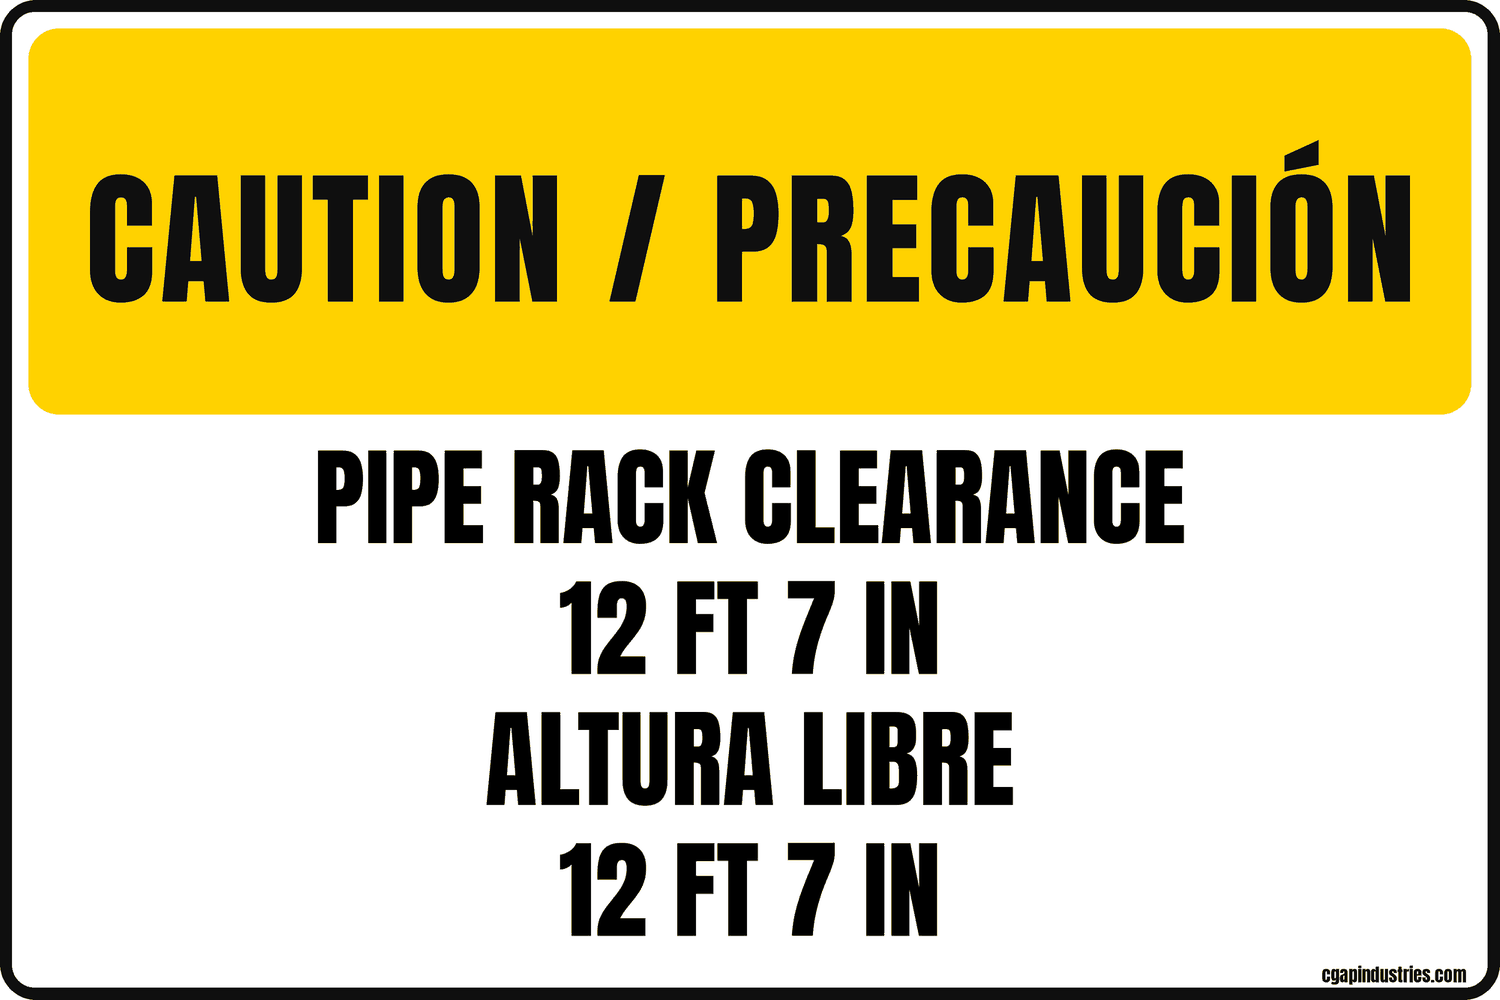 CAUTION / PRECAUCIÓN
PIPE RACK CLEARANCE
12 FT 7 IN
ALTURA LIBRE
12 FT 7 IN
cgapindustries.com